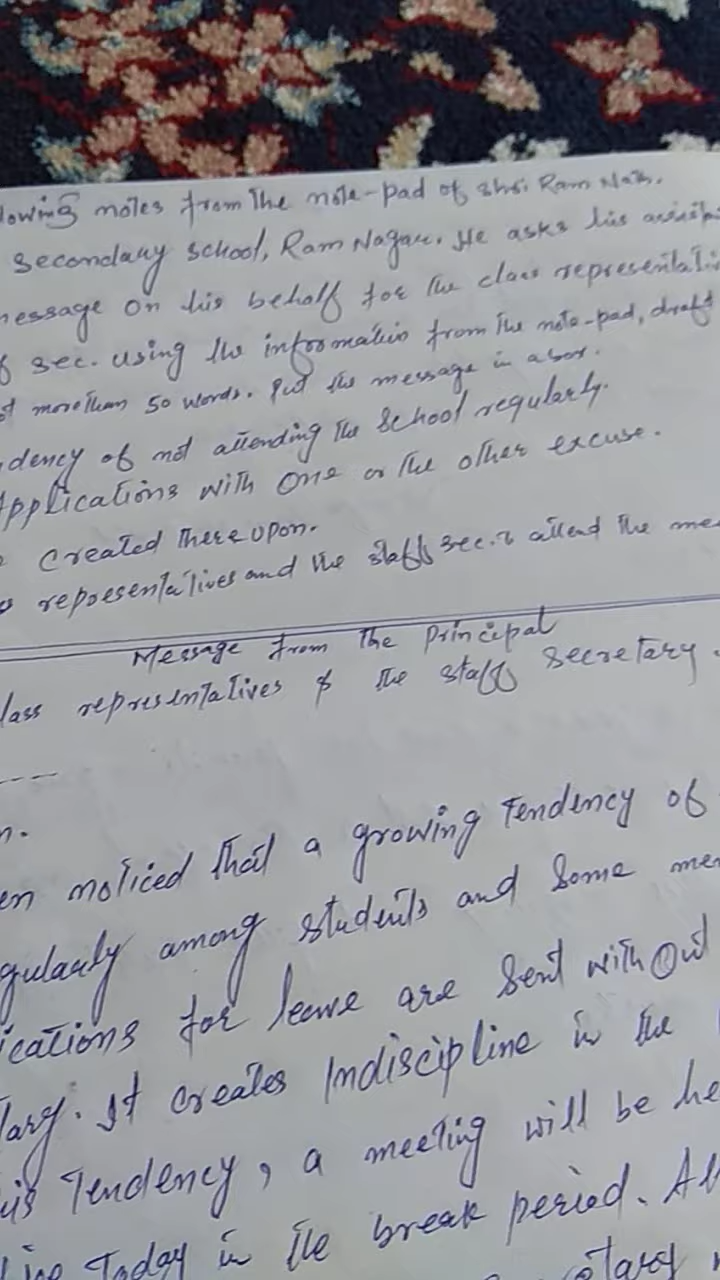 lowing notes from the note-pad of Shri Ram Nath.
secondary school, Ram Nagar. He asks his
message on his behalf for the class representati
sec. using the information from the note-pad, draft
more than 50 words. Put the message in a box.
dency of not attending the School regularly.
Applications with one or the other excuse.
created thereupon.
representatives and the staff sec. to attend the me
Message from the Principal
lass representatives & the staff secretary.
n.
en noticed that a growing Tendency of
gularly among students and some mem
ications for leave are sent without
tary. It creates Indiscipline in the
is Tendency, a meeting will be he
Today in the break period. Al
etary